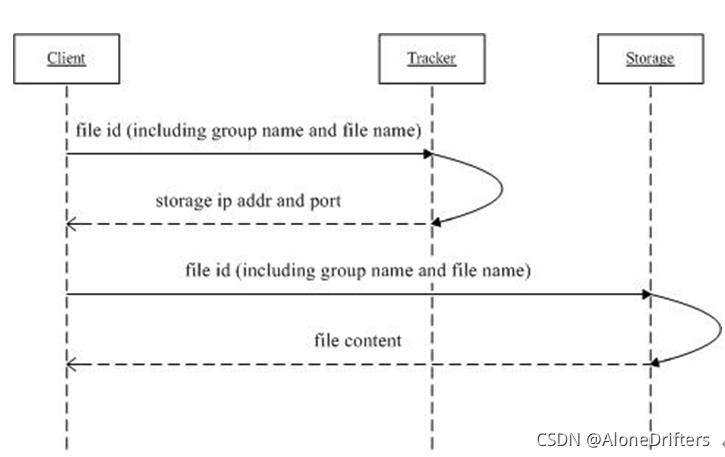 Client
Tracker
Storage
file id (including group name and file name)
storage ip addr and port
file id (including group name and file name)
file content
CSDN @AloneDrifters